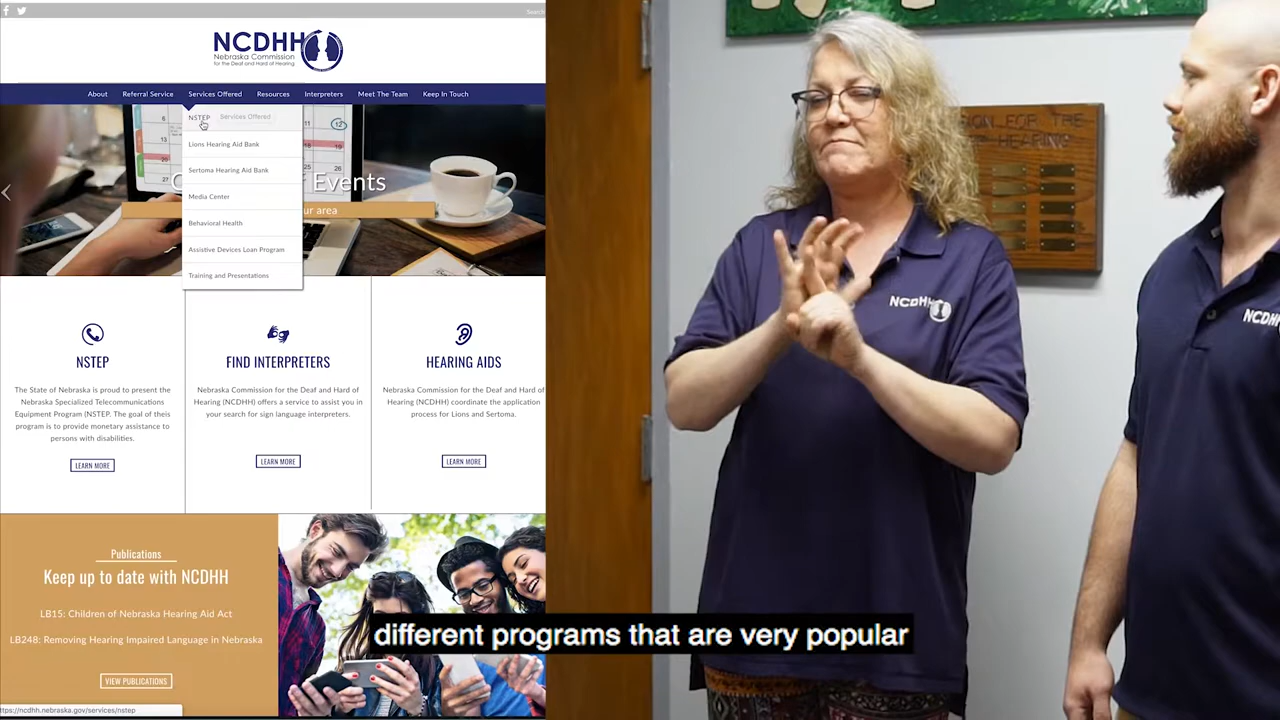 Search
NCDHH
Nebraska Commission
for the Deaf and Hard of Hearing
About Referral Service Services Offered Resources Interpreters Meet The Team Keep In Touch
NSTEP Services Offered
Lions Hearing Aid Bank
Sertoma Hearing Aid Bank
Media Center
Behavioral Health
Assistive Devices Loan Program
Training and Presentations
Events
area
NSTEP
The State of Nebraska is proud to present the
Nebraska Specialized Telecommunications
Equipment Program (NSTEP. The goal of theis
program is to provide monetary assistance to
persons with disabilities.
LEARN MORE
FIND INTERPRETERS
Nebraska Commission for the Deaf and Hard of
Hearing (NCDHH) offers a service to assist you in
your search for sign language interpreters.
LEARN MORE
HEARING AIDS
Nebraska Commission for the Deaf and Hard of
Hearing (NCDHH) coordinate the application
process for Lions and Sertoma.
LEARN MORE
Publications
Keep up to date with NCDHH
LB15: Children of Nebraska Hearing Aid Act
LB248: Removing Hearing Impaired Language in Nebraska
VIEW PUBLICATIONS
ttps://ncdhh.nebraska.gov/services/nstep
FOR THE
HEARING
NCDHH
NCDH
different programs that are very popular